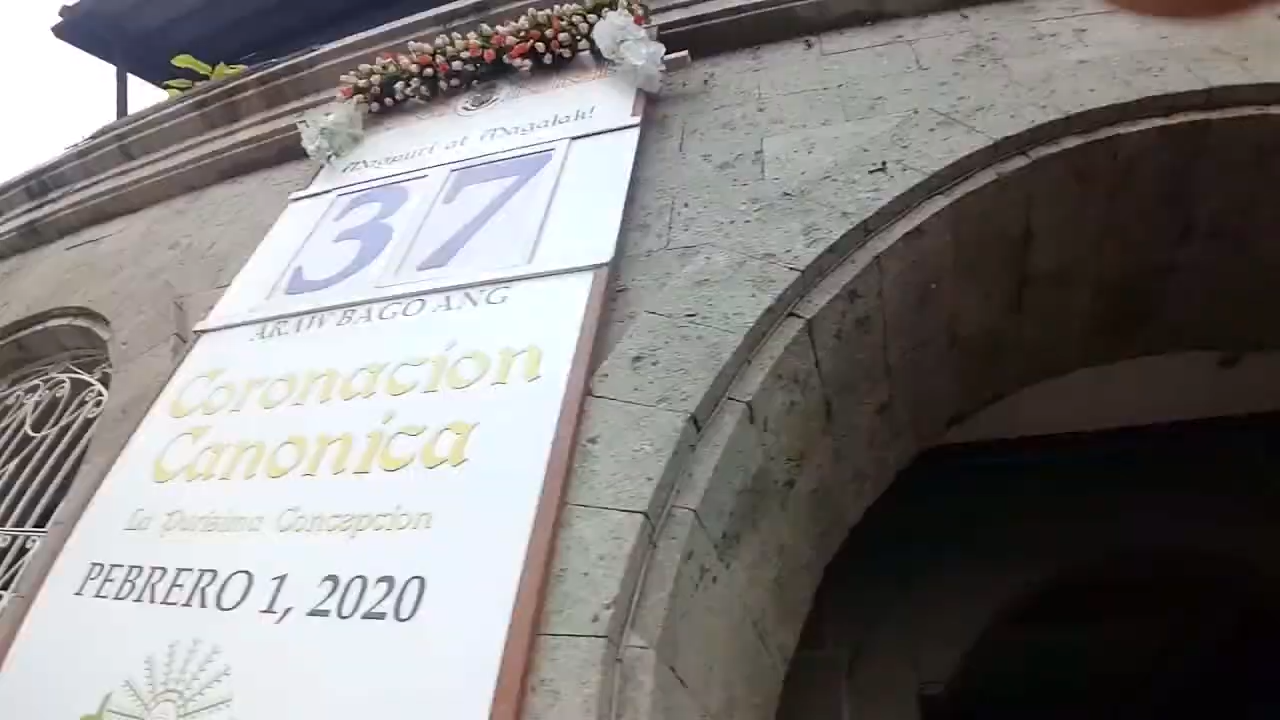 Magpuri at Magalak!
37
ARAW BAGO ANG
Coronacion
Canonica
La Purisima Concepcion
PEBRERO 1, 2020